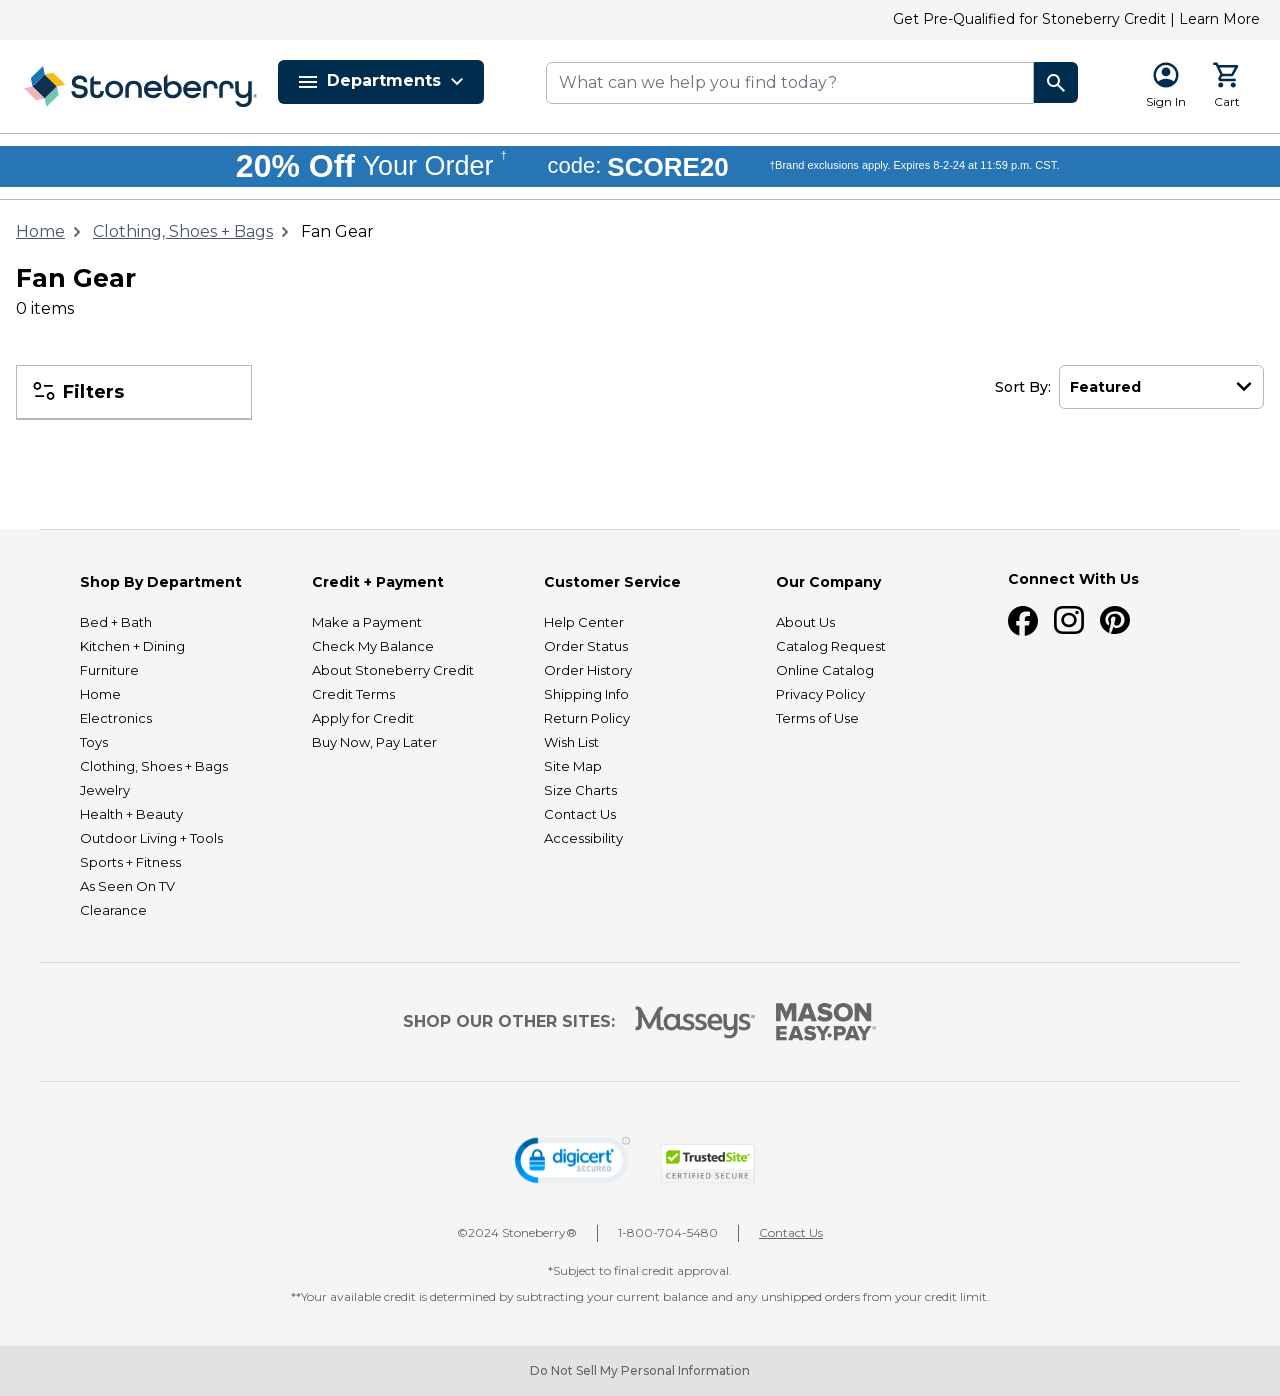 Get Pre-Qualified for Stoneberry Credit | Learn More
Stoneberry®
Departments
What can we help you find today?
Sign In
Cart
20% Off Your Order †
code: SCORE20
†Brand exclusions apply. Expires 8-2-24 at 11:59 p.m. CST.
Home > Clothing, Shoes + Bags > Fan Gear
Fan Gear
0 items
Filters
Sort By: Featured
Shop By Department
Bed + Bath
Kitchen + Dining
Furniture
Home
Electronics
Toys
Clothing, Shoes + Bags
Jewelry
Health + Beauty
Outdoor Living + Tools
Sports + Fitness
As Seen On TV
Clearance
Credit + Payment
Make a Payment
Check My Balance
About Stoneberry Credit
Credit Terms
Apply for Credit
Buy Now, Pay Later
Customer Service
Help Center
Order Status
Order History
Shipping Info
Return Policy
Wish List
Site Map
Size Charts
Contact Us
Accessibility
Our Company
About Us
Catalog Request
Online Catalog
Privacy Policy
Terms of Use
Connect With Us
SHOP OUR OTHER SITES:
Masseys®
MASON
EASY•PAY®
digicert
SECURED
TrustedSite®
CERTIFIED SECURE
©2024 Stoneberry®
1-800-704-5480
Contact Us
*Subject to final credit approval.
**Your available credit is determined by subtracting your current balance and any unshipped orders from your credit limit.
Do Not Sell My Personal Information